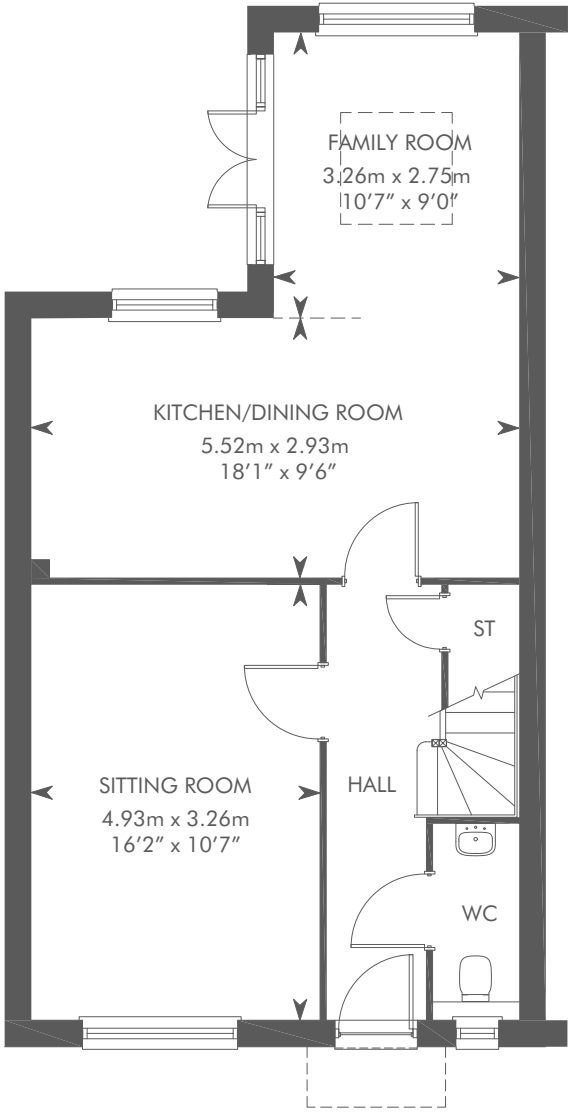 FAMILY ROOM
3.26m x 2.75m
10’7” x 9’0”
KITCHEN/DINING ROOM
5.52m x 2.93m
18’1” x 9’6”
ST
SITTING ROOM
4.93m x 3.26m
16’2” x 10’7”
HALL
WC